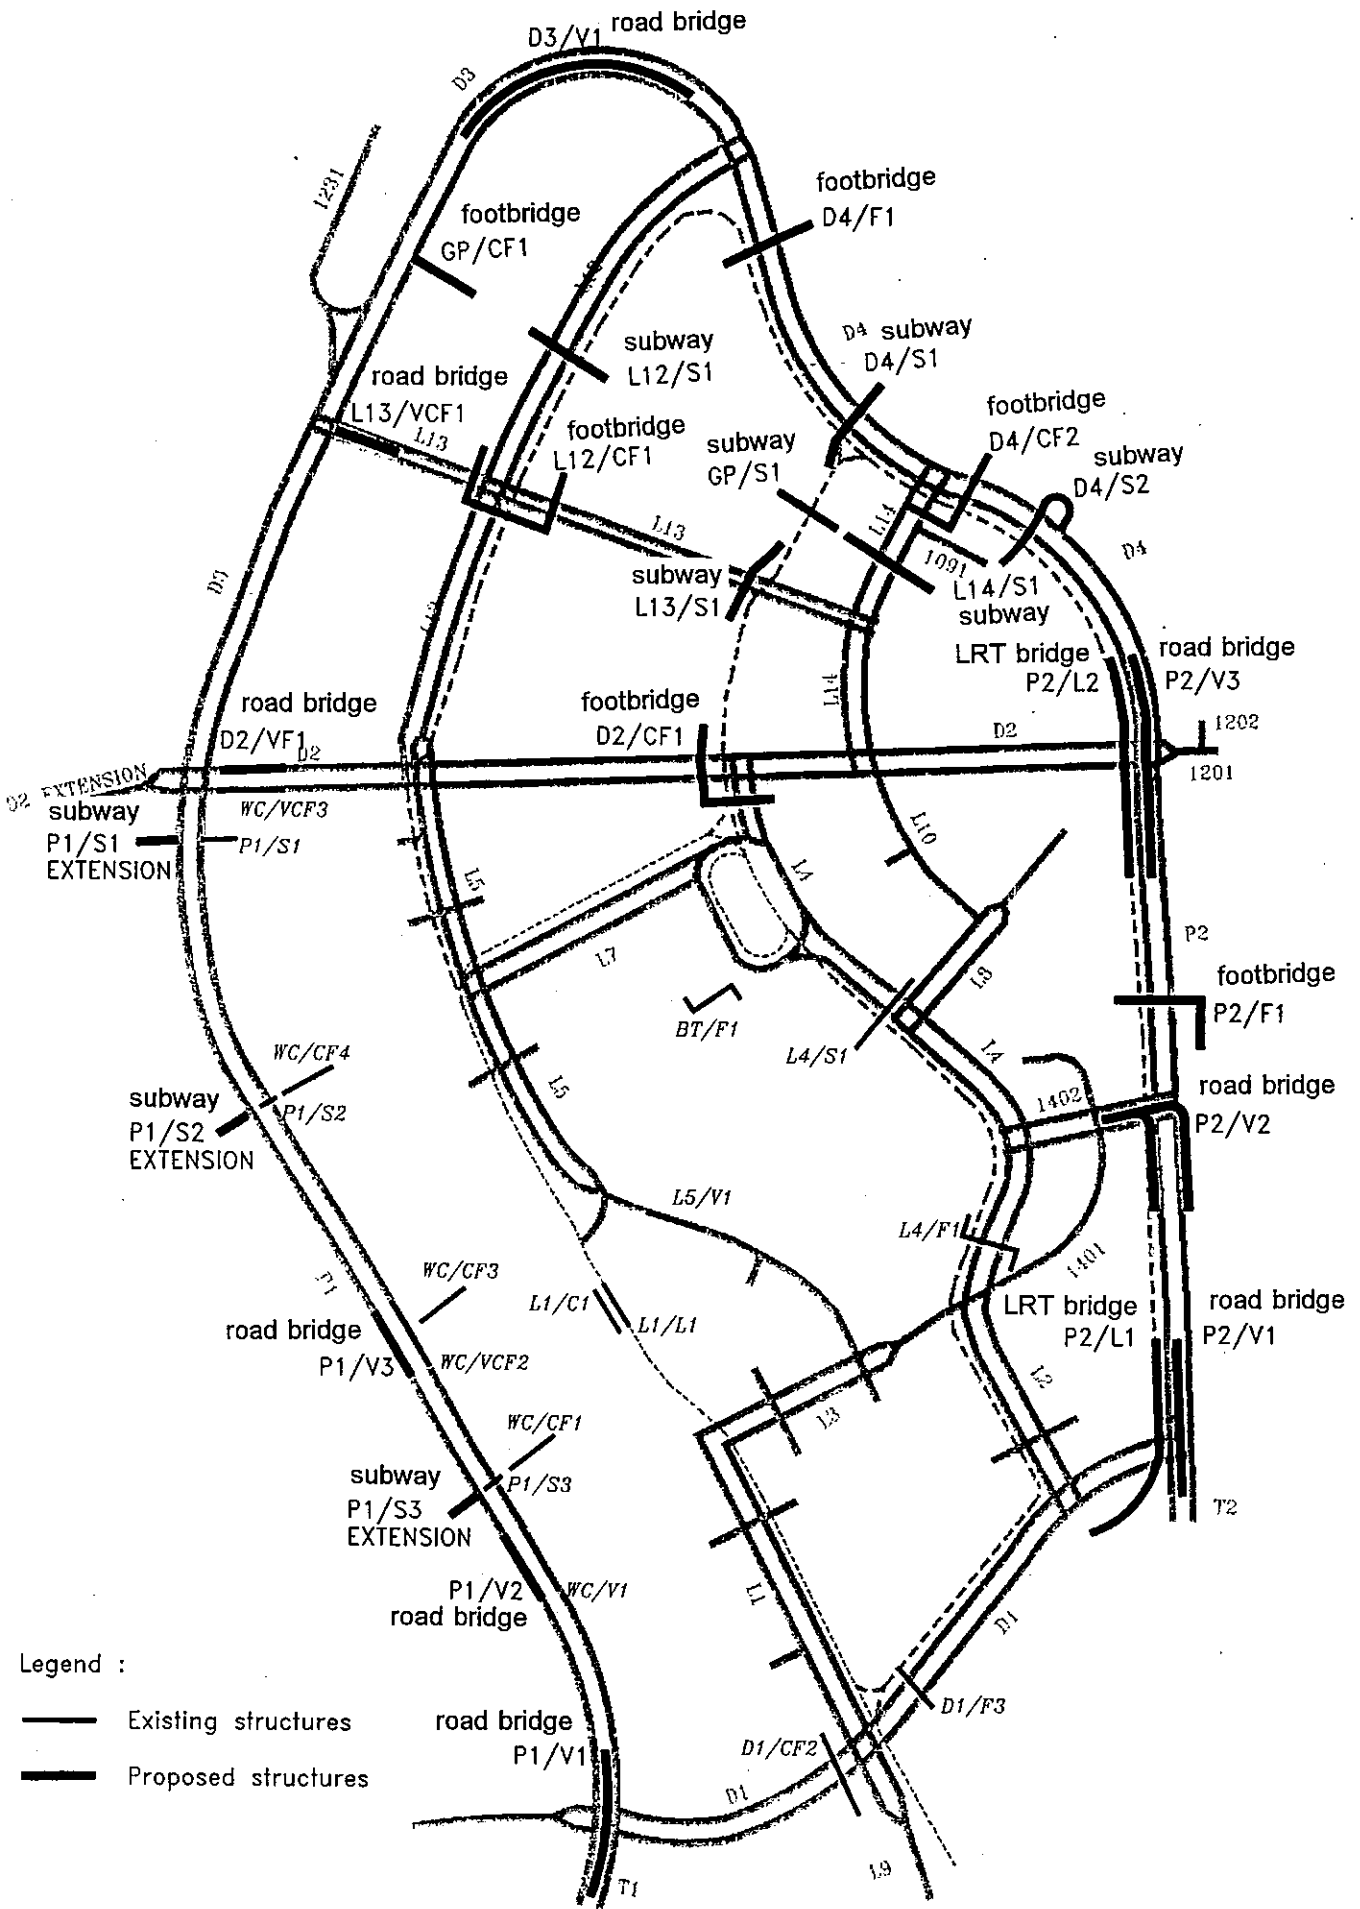 road bridge
D3/V1
D3
1231
footbridge
GP/CF1
footbridge
D4/F1
D4
subway
D4/S1
subway
L12/S1
road bridge
L13/VCF1
L13
footbridge
L12/CF1
footbridge
D4/CF2
subway
GP/S1
subway
D4/S2
L14
L13
D4
1091
D3
subway
L13/S1
L14/S1
subway
LRT bridge
P2/L2
road bridge
P2/V3
L14
road bridge
D2/VF1
D2
footbridge
D2/CF1
D2
1202
1201
D2 EXTENSION
WC/VCF3
subway
P1/S1
EXTENSION
P1/S1
L10
L5
L4
L7
L8
P2
BT/F1
L4/S1
footbridge
P2/F1
WC/CF4
L4
L5
1402
road bridge
P2/V2
subway
P1/S2
EXTENSION
P1/S2
L5/V1
L4/F1
1401
P1
WC/CF3
L1/C1
L1/L1
LRT bridge
P2/L1
road bridge
P2/V1
road bridge
P1/V3
WC/VCF2
L2
L3
WC/CF1
subway
P1/S3
EXTENSION
P1/S3
T2
P1/V2
road bridge
WC/V1
L1
D1
Legend :
Existing structures
Proposed structures
road bridge
P1/V1
D1/F3
D1/CF2
D1
T1
L9